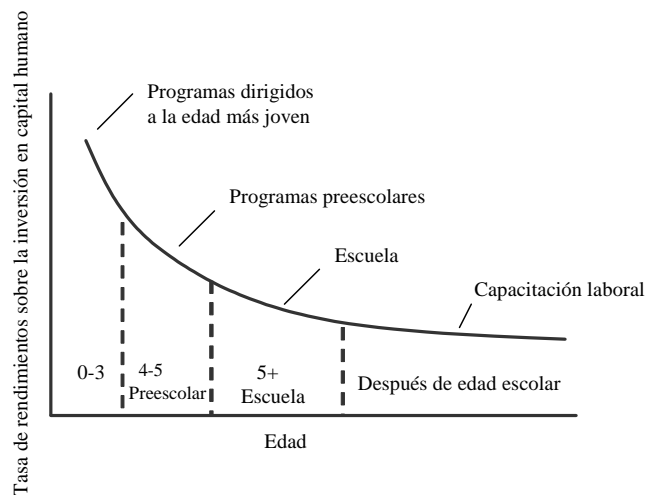 Tasa de rendimientos sobre la inversión en capital humano
Programas dirigidos
a la edad más joven
Programas preescolares
Escuela
Capacitación laboral
0-3
4-5
Preescolar
5+
Escuela
Después de edad escolar
Edad